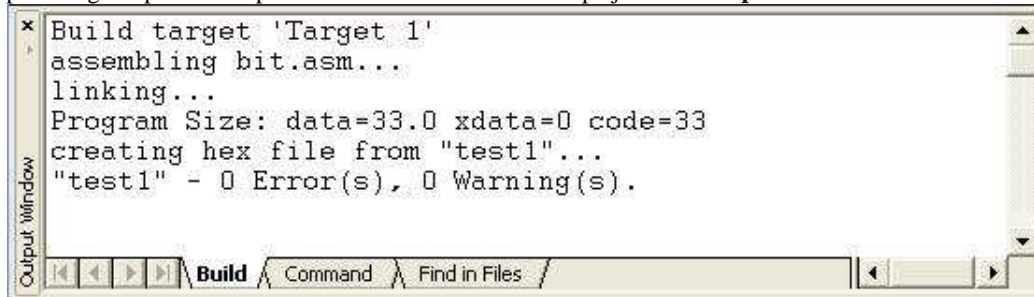 Build target 'Target 1'
assembling bit.asm...
linking...
Program Size: data=33.0 xdata=0 code=33
creating hex file from "test1"...
"test1" - 0 Error(s), 0 Warning(s).
Output Window
Build Command Find in Files